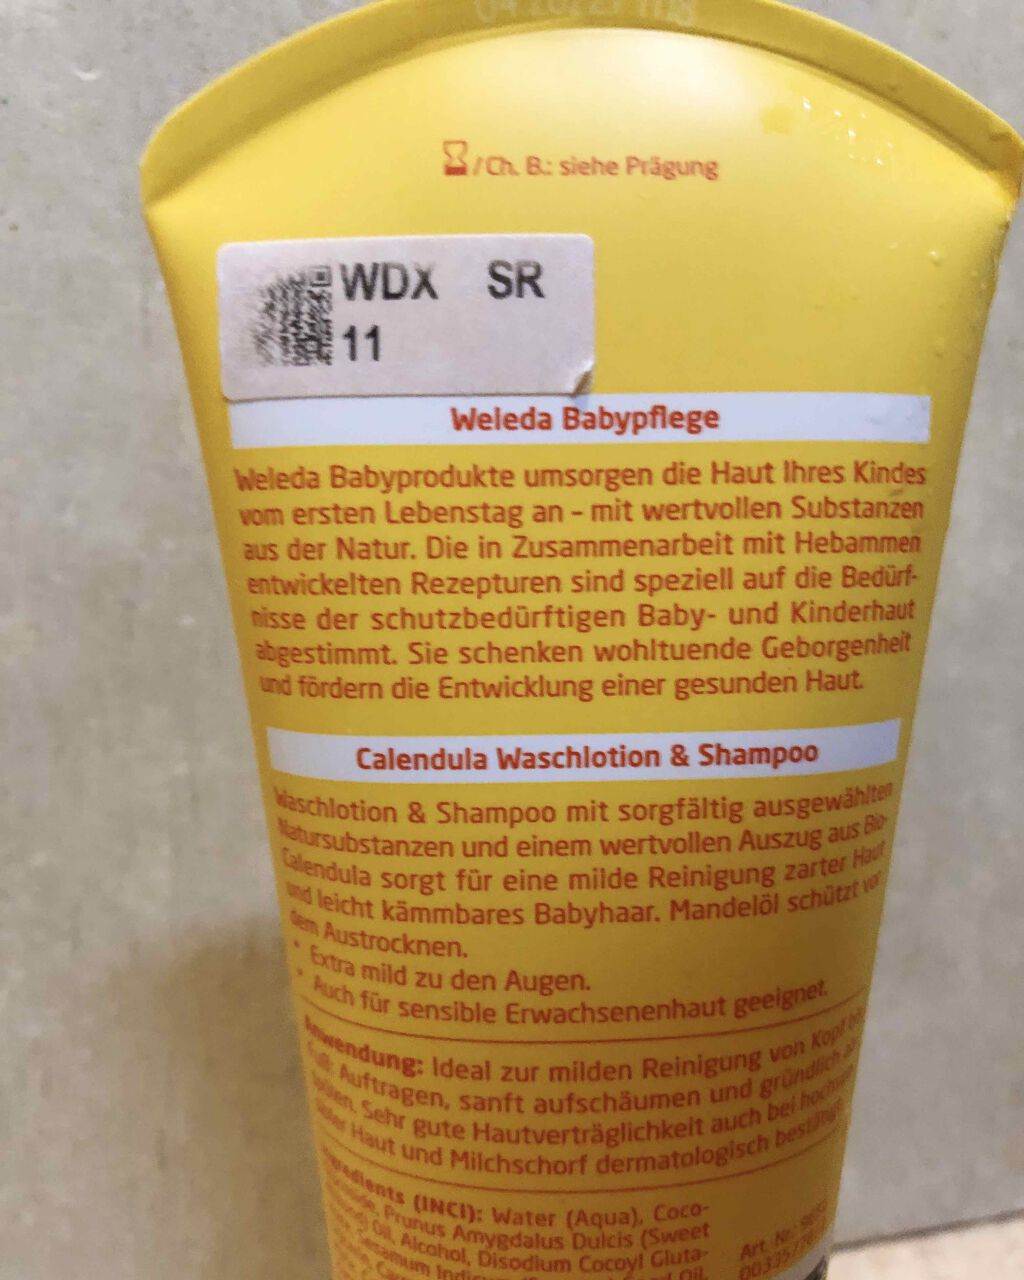 /Ch. B.: siehe Prägung
WDX SR
11
Weleda Babypflege
Weleda Babyprodukte umsorgen die Haut Ihres Kindes
vom ersten Lebenstag an – mit wertvollen Substanzen
aus der Natur. Die in Zusammenarbeit mit Hebammen
entwickelten Rezepturen sind speziell auf die Bedürf-
nisse der schutzbedürftigen Baby- und Kinderhaut
abgestimmt. Sie schenken wohltuende Geborgenheit
und fördern die Entwicklung einer gesunden Haut.
Calendula Waschlotion & Shampoo
Waschlotion & Shampoo mit sorgfältig ausgewählten
Natursubstanzen und einem wertvollen Auszug aus Bio-
Calendula sorgt für eine milde Reinigung zarter Haut
und leicht kämmbares Babyhaar. Mandelöl schützt vor
dem Austrocknen.
• Extra mild zu den Augen.
• Auch für sensible Erwachsenenhaut geeignet.
Anwendung: Ideal zur milden Reinigung von Kopf bis
Fuß: Auftragen, sanft aufschäumen und gründlich
Sehr gute Hautverträglichkeit auch bei
Haut und Milchschorf dermatologisch bestätigt.
Ingredients (INCI): Water (Aqua), Coco-
Prunus Amygdalus Dulcis (Sweet
Oil, Alcohol, Disodium Cocoyl Gluta-
Sesamum Oil,
Art. Nr.